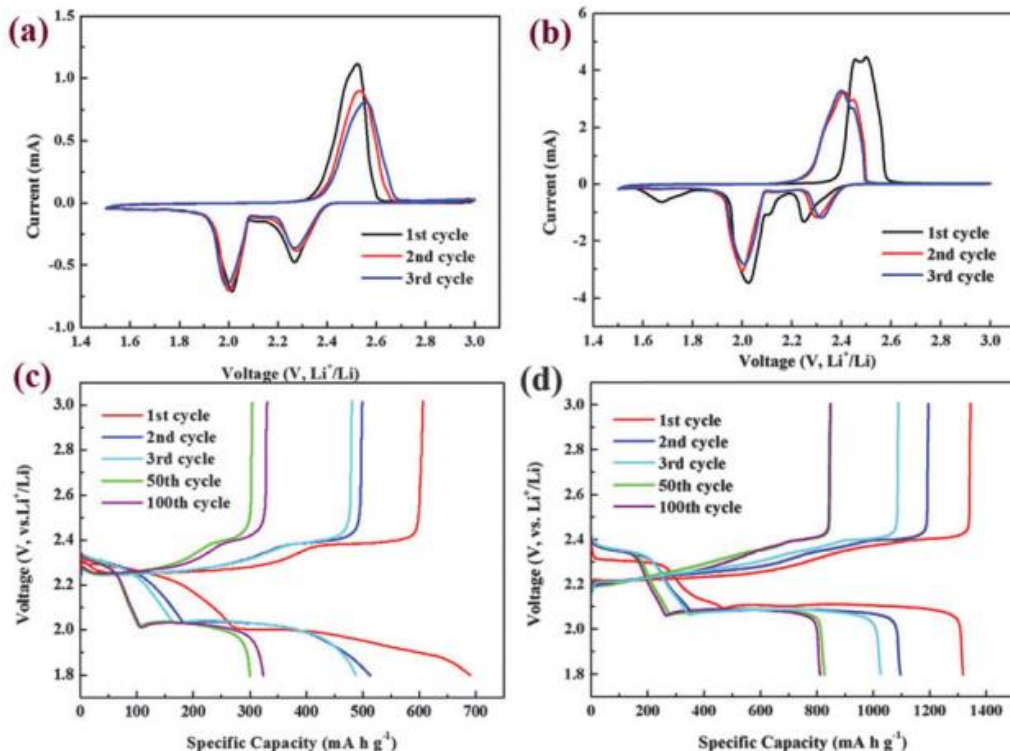 (a)
1.5
1.0
0.5
0.0
-0.5
-1.0
Current (mA)
1st cycle
2nd cycle
3rd cycle
1.4 1.6 1.8 2.0 2.2 2.4 2.6 2.8 3.0
Voltage (V, Li⁺/Li)
(b)
6
4
2
0
-2
-4
-6
Current (mA)
1st cycle
2nd cycle
3rd cycle
1.4 1.6 1.8 2.0 2.2 2.4 2.6 2.8 3.0
Voltage (V, Li⁺/Li)
(c)
3.0
2.8
2.6
2.4
2.2
2.0
1.8
Voltage (V, vs.Li⁺/Li)
1st cycle
2nd cycle
3rd cycle
50th cycle
100th cycle
0 100 200 300 400 500 600 700
Specific Capacity (mA h g⁻¹)
(d)
3.0
2.8
2.6
2.4
2.2
2.0
1.8
Voltage (V, vs. Li⁺/Li)
1st cycle
2nd cycle
3rd cycle
50th cycle
100th cycle
0 200 400 600 800 1000 1200 1400
Specific Capacity (mA h g⁻¹)